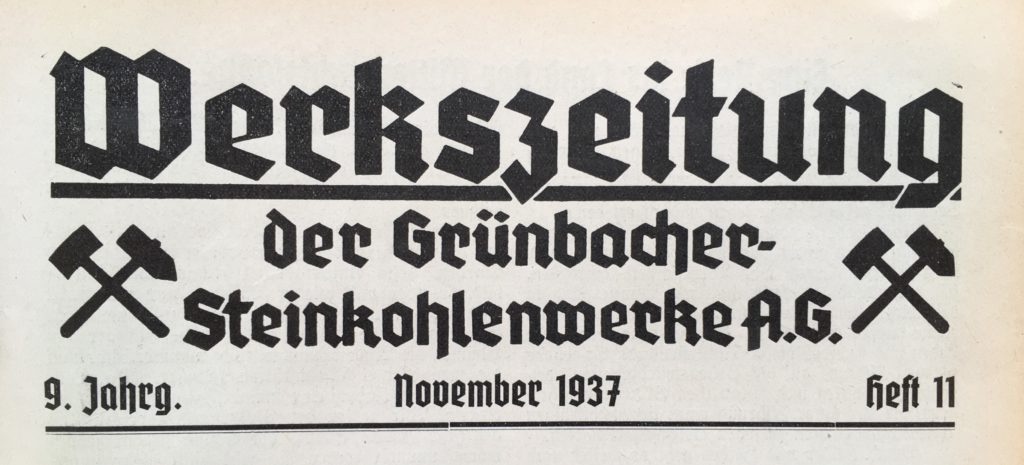 Werkszeitung
der Grünbacher-
Steinkohlenwerke A.G.
9. Jahrg. November 1937 Heft 11